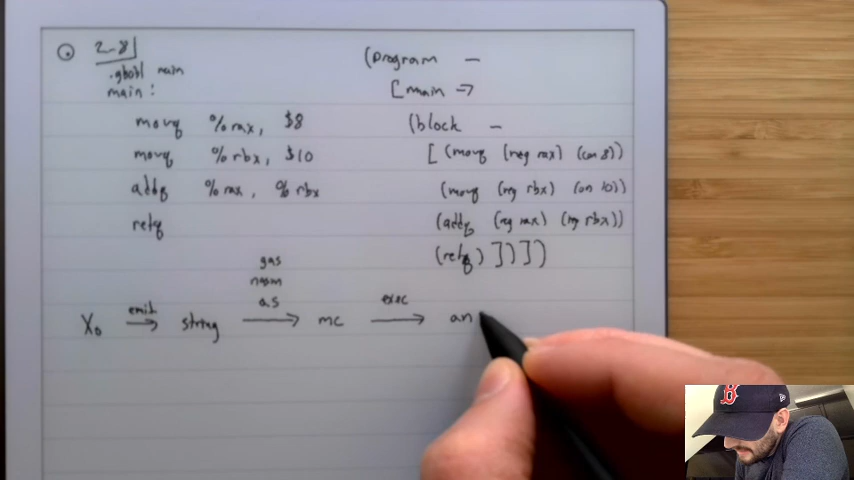 2-8
.globl main
main:
movq %rax, $8
movq %rbx, $10
addq %rax, %rbx
retq
(program —
[main →
(block —
[(movq (reg rax) (con 8))
(movq (reg rbx) (con 10))
(addq (reg rax) (reg rbx))
(retq)])])
gas
nasm
X₀ emit → string as → mc exec → an
B